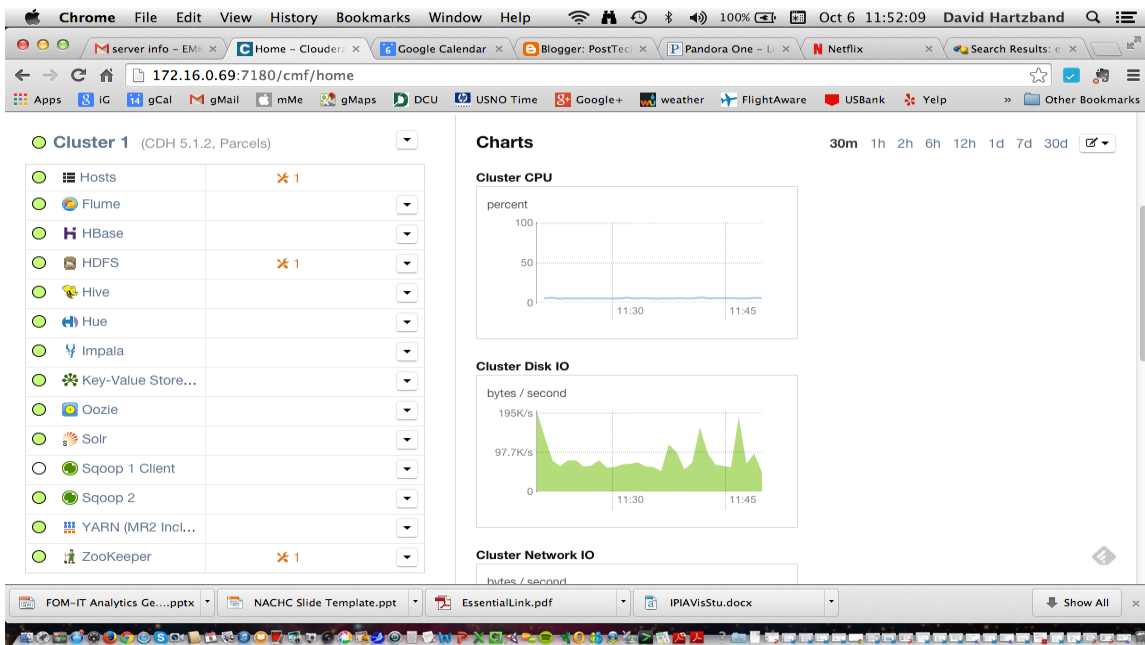 Chrome File Edit View History Bookmarks Window Help 100% Oct 6 11:52:09 David Hartzband
server info – EMK Home – Cloudera Google Calendar Blogger: PostTech Pandora One – Li Netflix Search Results: e
172.16.0.69:7180/cmf/home
Apps iG gCal gMail mMe gMaps DCU USNO Time Google+ weather FlightAware USBank Yelp » Other Bookmarks
Cluster 1 (CDH 5.1.2, Parcels)
Hosts 1
Flume
HBase
HDFS 1
Hive
Hue
Impala
Key-Value Store...
Oozie
Solr
Sqoop 1 Client
Sqoop 2
YARN (MR2 Incl...
ZooKeeper 1
Charts 30m 1h 2h 6h 12h 1d 7d 30d
Cluster CPU
percent
100
50
0
11:30 11:45
Cluster Disk IO
bytes / second
195K/s
97.7K/s
0
11:30 11:45
Cluster Network IO
bytes / second
FOM-IT Analytics Ge....pptx NACHC Slide Template.ppt EssentialLink.pdf IPIAVisStu.docx Show All